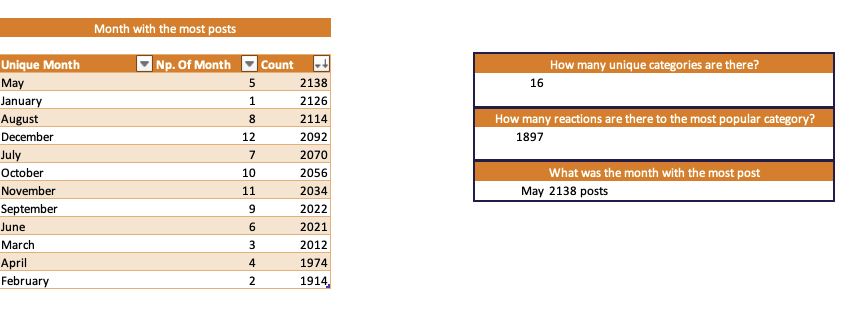 Month with the most posts
Unique Month Np. Of Month Count
May 5 2138
January 1 2126
August 8 2114
December 12 2092
July 7 2070
October 10 2056
November 11 2034
September 9 2022
June 6 2021
March 3 2012
April 4 1974
February 2 1914
How many unique categories are there?
16
How many reactions are there to the most popular category?
1897
What was the month with the most post
May 2138 posts